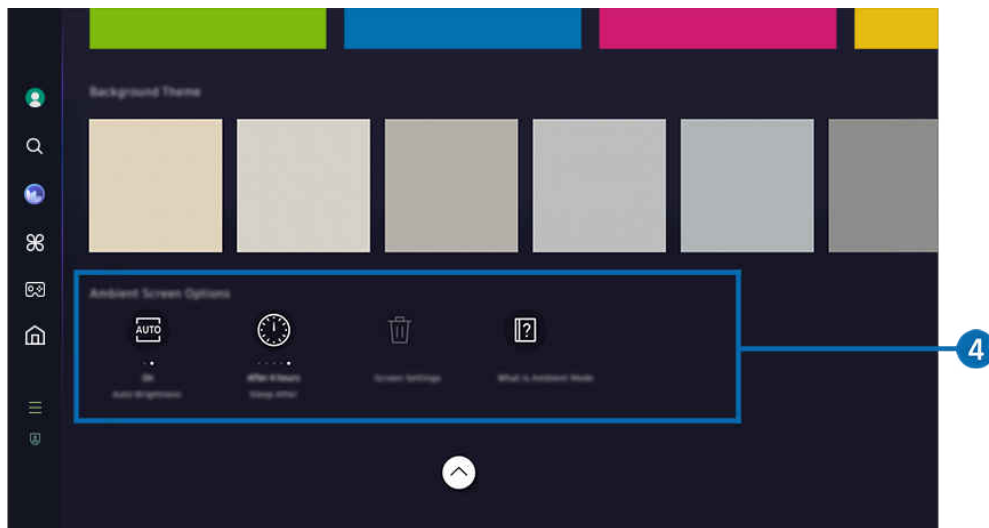 Background Theme
Ambient Screen Options
AUTO
?
On
After 4 hours
Screen Settings
What is Ambient Mode
Auto Brightness
Sleep After
4